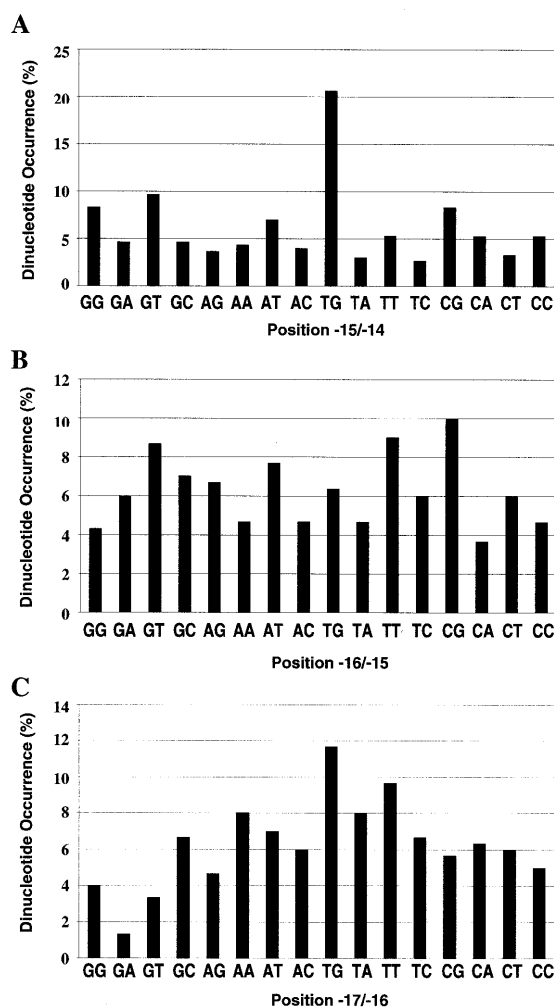 A
Dinucleotide Occurrence (%)
25
20
15
10
5
0
GG GA GT GC AG AA AT AC TG TA TT TC CG CA CT CC
Position -15/-14
B
Dinucleotide Occurrence (%)
12
10
8
6
4
2
0
GG GA GT GC AG AA AT AC TG TA TT TC CG CA CT CC
Position -16/-15
C
Dinucleotide Occurrence (%)
14
12
10
8
6
4
2
0
GG GA GT GC AG AA AT AC TG TA TT TC CG CA CT CC
Position -17/-16